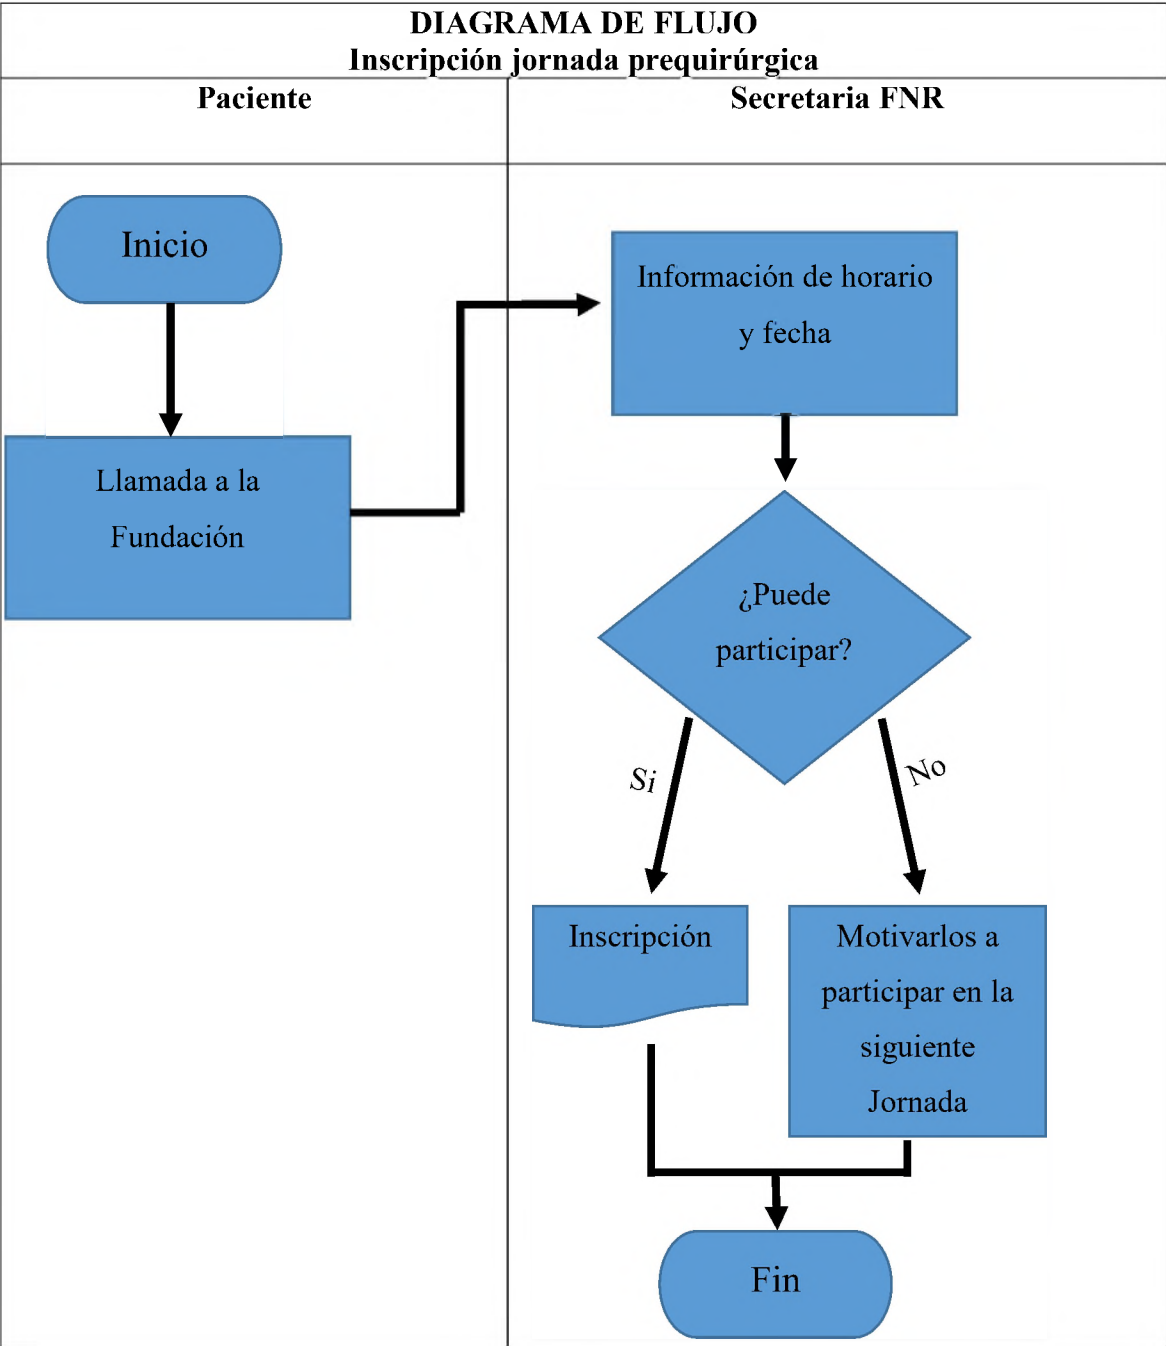 DIAGRAMA DE FLUJO
Inscripción jornada prequirúrgica
Paciente
Secretaria FNR
Inicio
Llamada a la
Fundación
Información de horario
y fecha
¿Puede
participar?
Si
No
Inscripción
Motivarlos a
participar en la
siguiente
Jornada
Fin